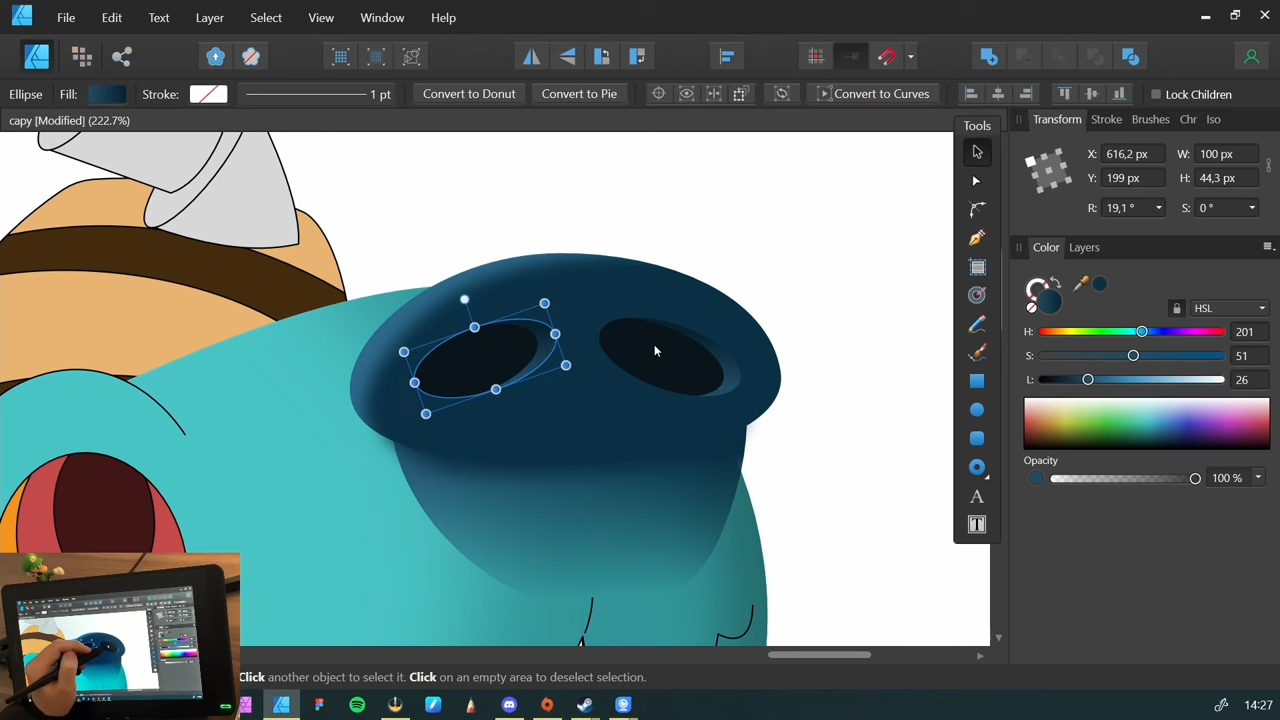 File Edit Text Layer Select View Window Help
Ellipse Fill: Stroke: 1 pt Convert to Donut Convert to Pie Convert to Curves Lock Children
capy [Modified] (222.7%)
Tools
Transform Stroke Brushes Chr Iso
X: 616,2 px W: 100 px
Y: 199 px H: 44,3 px
R: 19,1 ° S: 0 °
Color Layers
HSL
H: 201
S: 51
L: 26
Opacity
100 %
A
T
Click another object to select it. Click on an empty area to deselect selection.
14:27